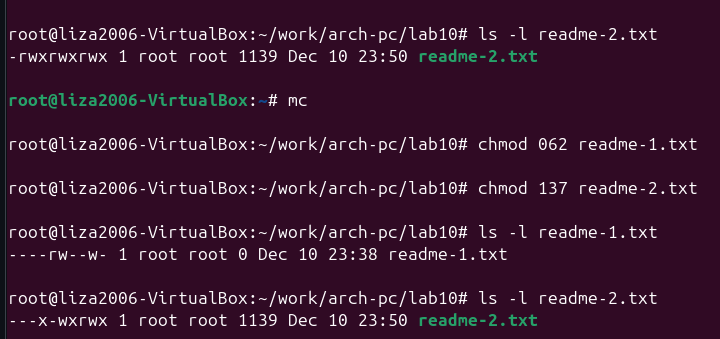 root@liza2006-VirtualBox:~/work/arch-pc/lab10# ls -l readme-2.txt
-rwxrwxrwx 1 root root 1139 Dec 10 23:50 readme-2.txt
root@liza2006-VirtualBox:~# mc
root@liza2006-VirtualBox:~/work/arch-pc/lab10# chmod 062 readme-1.txt
root@liza2006-VirtualBox:~/work/arch-pc/lab10# chmod 137 readme-2.txt
root@liza2006-VirtualBox:~/work/arch-pc/lab10# ls -l readme-1.txt
----rw--w- 1 root root 0 Dec 10 23:38 readme-1.txt
root@liza2006-VirtualBox:~/work/arch-pc/lab10# ls -l readme-2.txt
---x-wxrwx 1 root root 1139 Dec 10 23:50 readme-2.txt